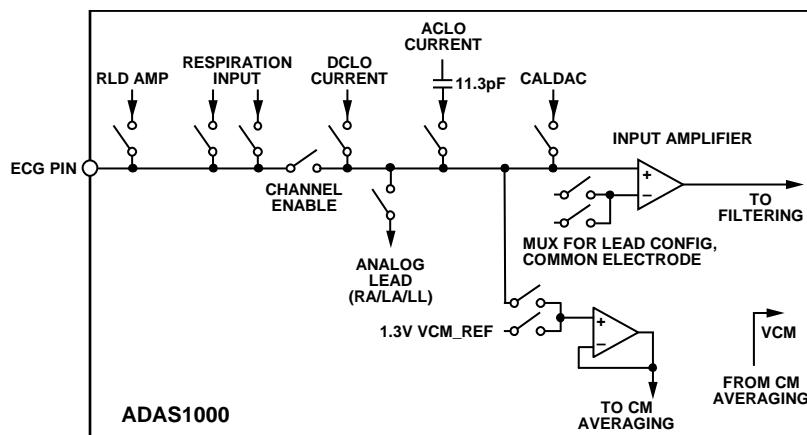 ACLO
CURRENT
RESPIRATION
INPUT
DCLO
CURRENT
RLD AMP
11.3pF
CALDAC
INPUT AMPLIFIER
ECG PIN
+
–
CHANNEL
ENABLE
TO
FILTERING
MUX FOR LEAD CONFIG,
COMMON ELECTRODE
ANALOG
LEAD
(RA/LA/LL)
+
–
1.3V VCM_REF
VCM
FROM CM
AVERAGING
TO CM
AVERAGING
ADAS1000